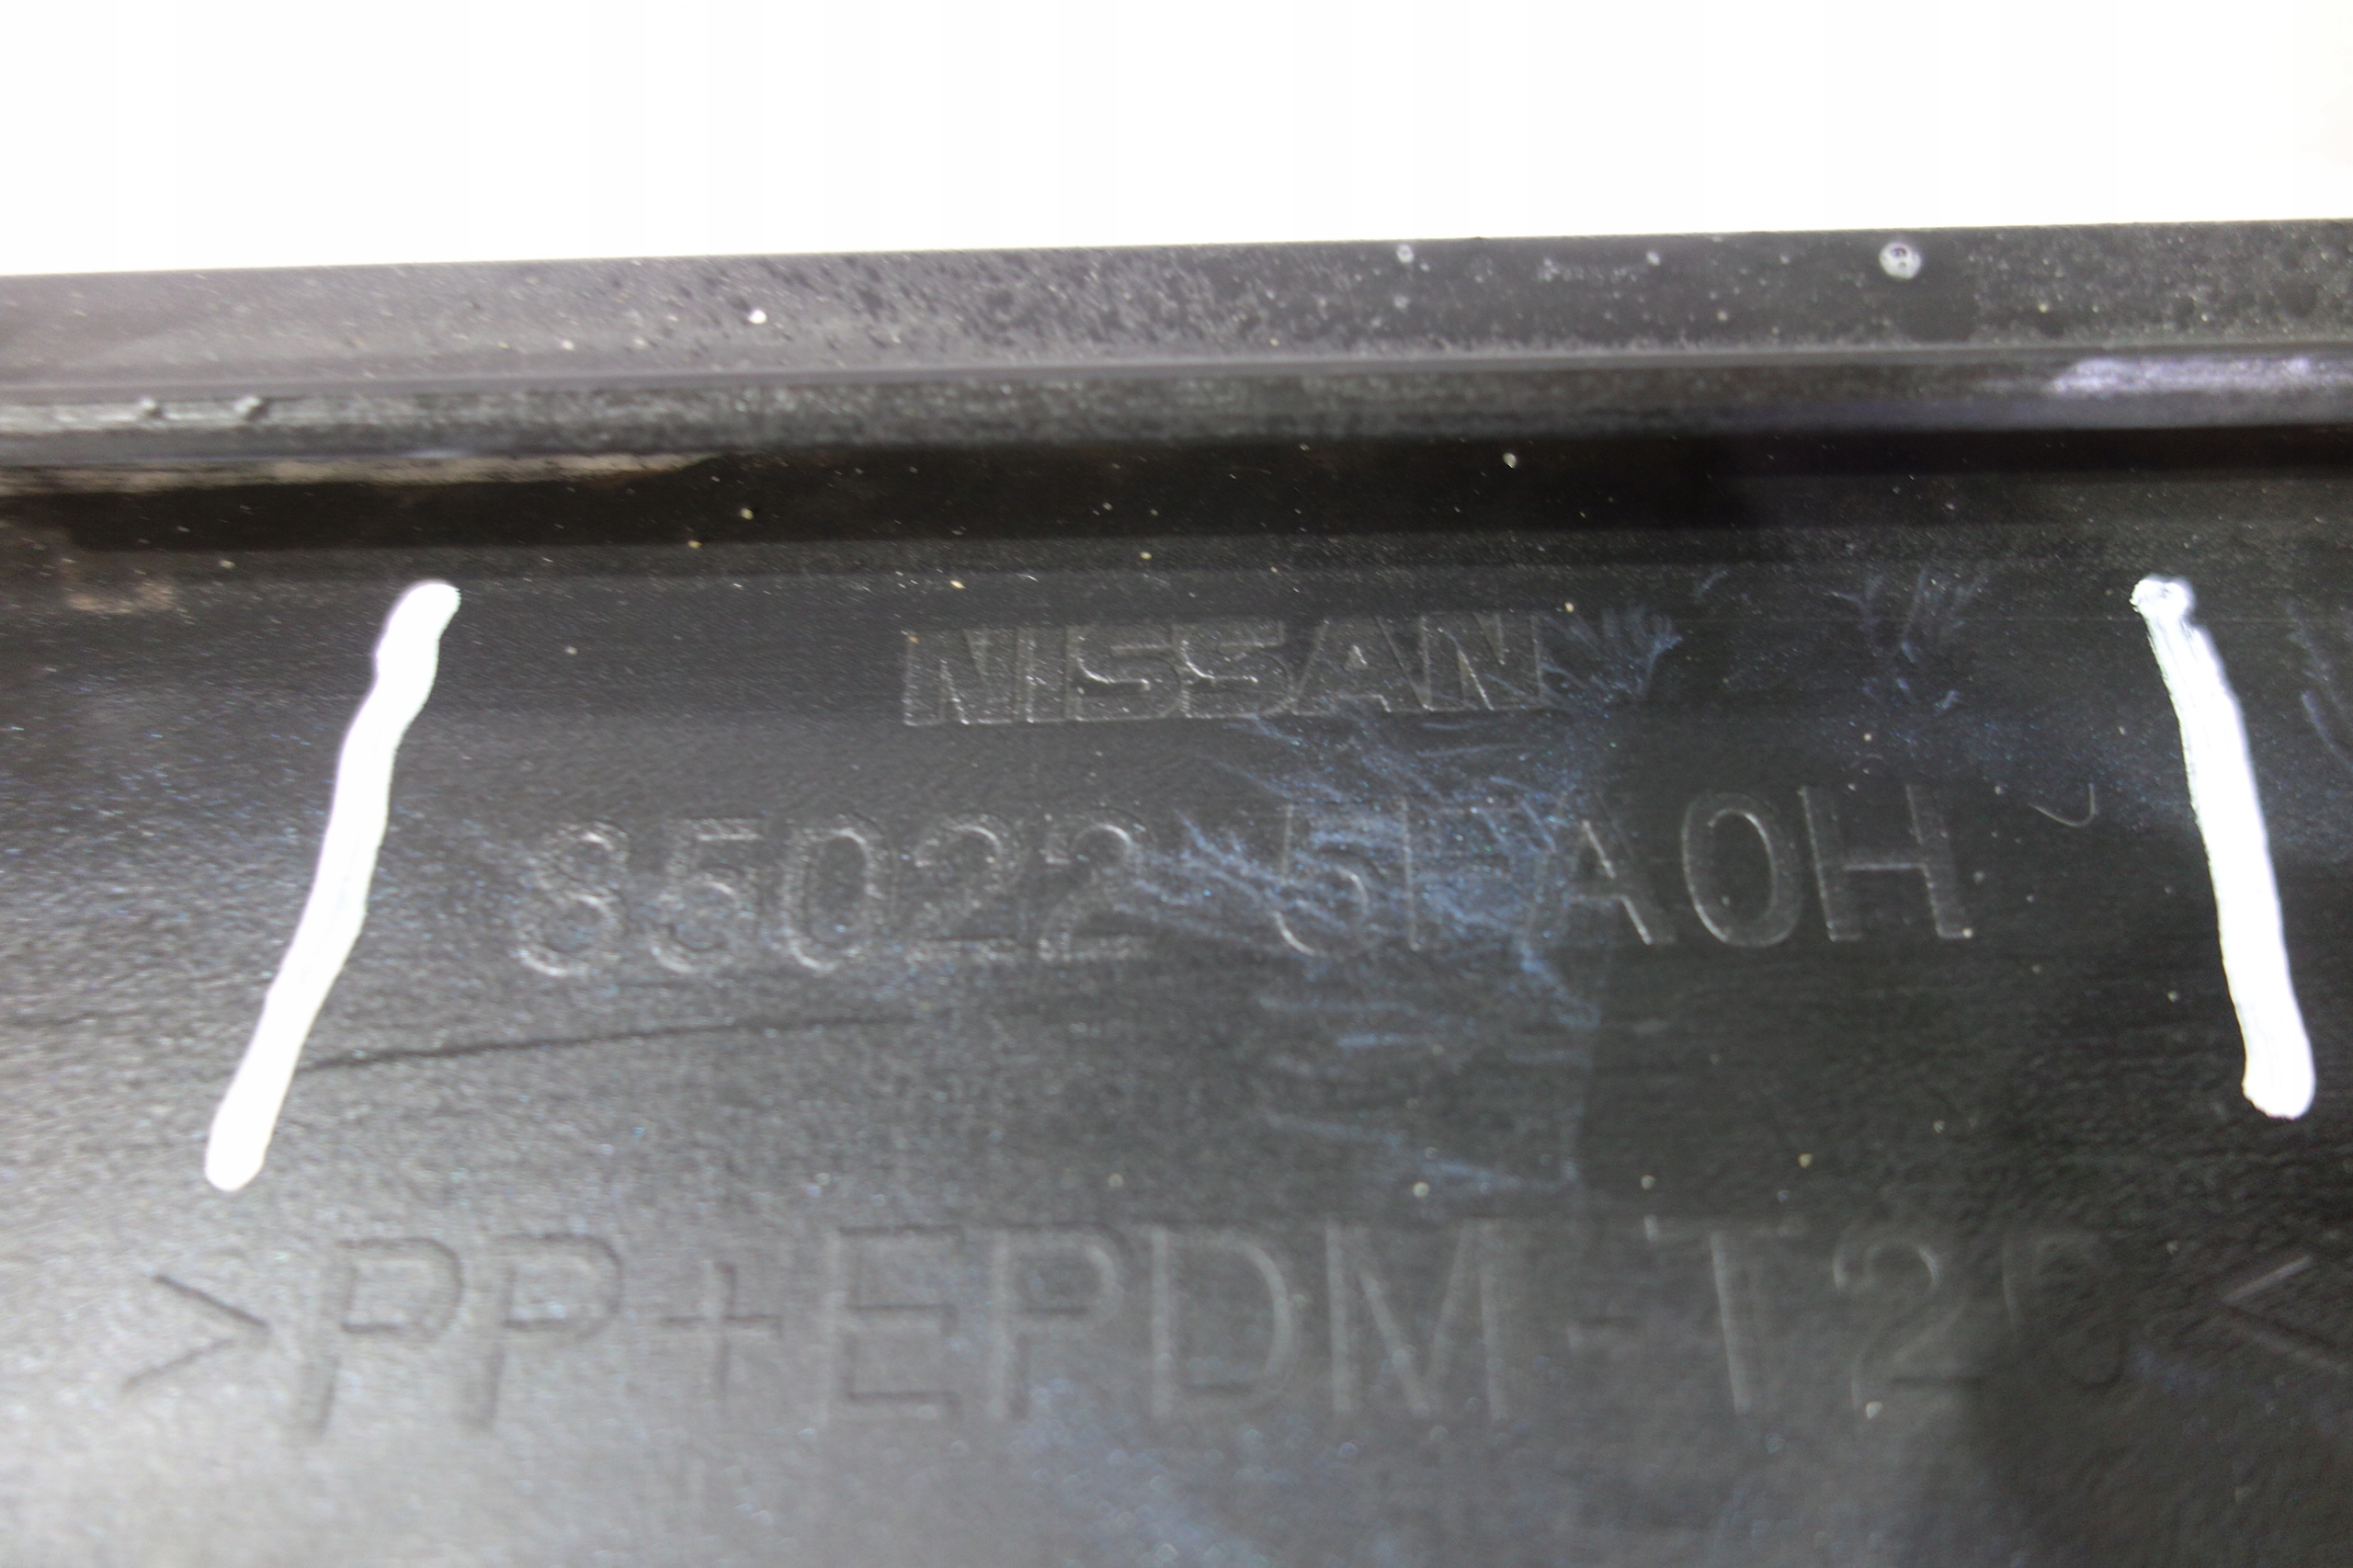 NISSAN
85022 5FA0H
>PP+EPDM-T20<